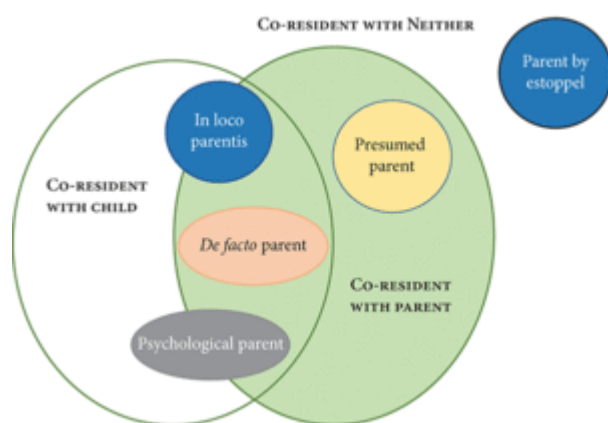 CO-RESIDENT WITH NEITHER
Parent by
estoppel
In loco
parentis
Presumed
parent
CO-RESIDENT
WITH CHILD
De facto parent
CO-RESIDENT
WITH PARENT
Psychological parent